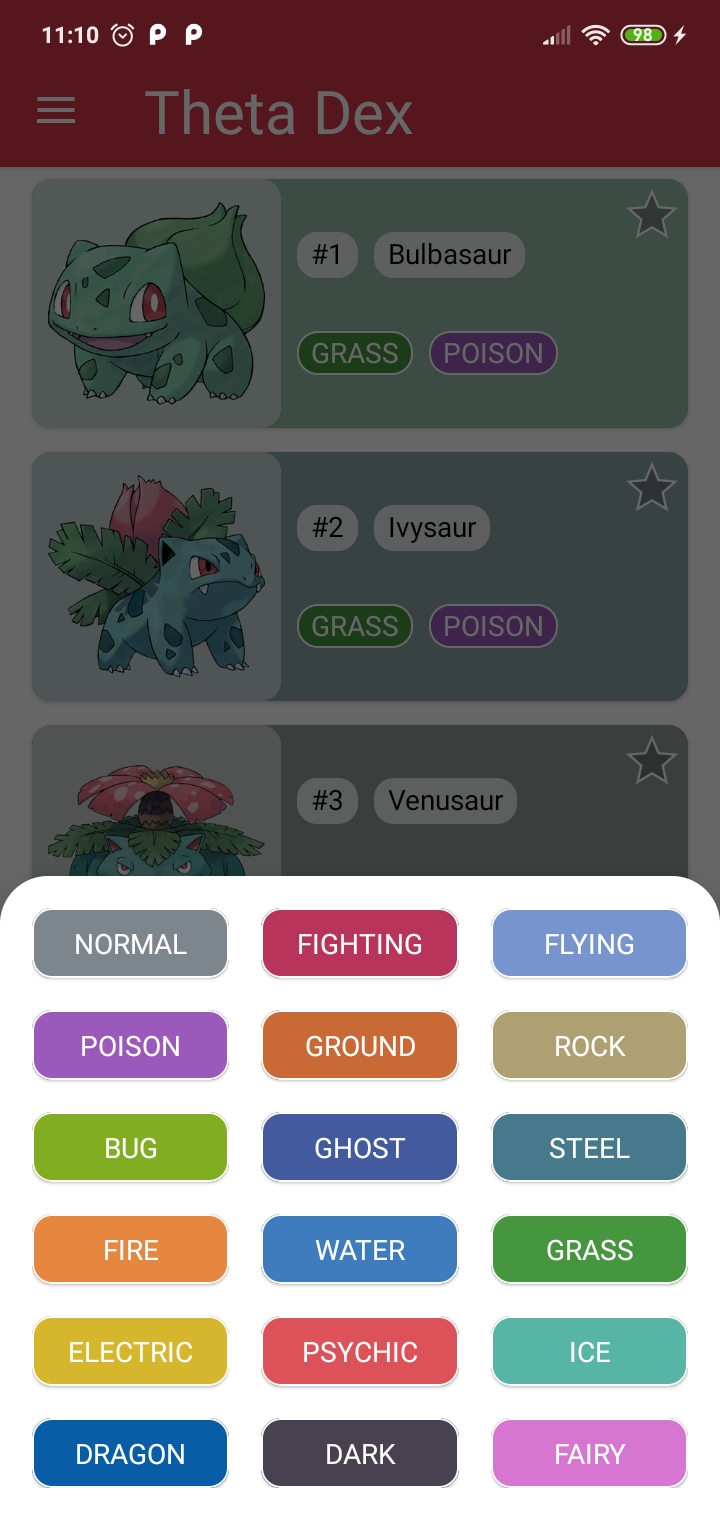 11:10 98
Theta Dex
#1 Bulbasaur
GRASS POISON
#2 Ivysaur
GRASS POISON
#3 Venusaur
NORMAL FIGHTING FLYING
POISON GROUND ROCK
BUG GHOST STEEL
FIRE WATER GRASS
ELECTRIC PSYCHIC ICE
DRAGON DARK FAIRY